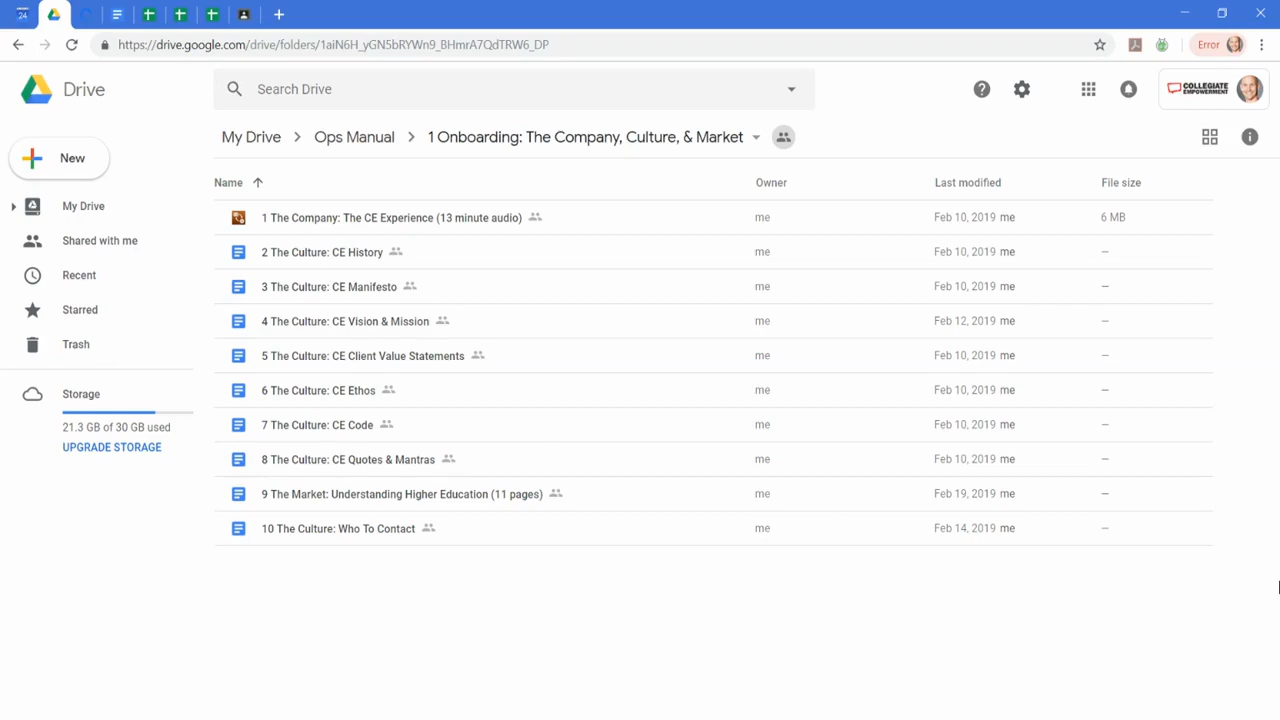 24
https://drive.google.com/drive/folders/1aiN6H_yGN5bRYWn9_BHmrA7QdTRW6_DP
Error
Drive
Search Drive
COLLEGIATE
EMPOWERMENT
New
My Drive
Ops Manual
1 Onboarding: The Company, Culture, & Market
My Drive
Shared with me
Recent
Starred
Trash
Storage
21.3 GB of 30 GB used
UPGRADE STORAGE
Name Owner Last modified File size
1 The Company: The CE Experience (13 minute audio) me Feb 10, 2019 me 6 MB
2 The Culture: CE History me Feb 10, 2019 me –
3 The Culture: CE Manifesto me Feb 10, 2019 me –
4 The Culture: CE Vision & Mission me Feb 12, 2019 me –
5 The Culture: CE Client Value Statements me Feb 10, 2019 me –
6 The Culture: CE Ethos me Feb 10, 2019 me –
7 The Culture: CE Code me Feb 10, 2019 me –
8 The Culture: CE Quotes & Mantras me Feb 10, 2019 me –
9 The Market: Understanding Higher Education (11 pages) me Feb 19, 2019 me –
10 The Culture: Who To Contact me Feb 14, 2019 me –